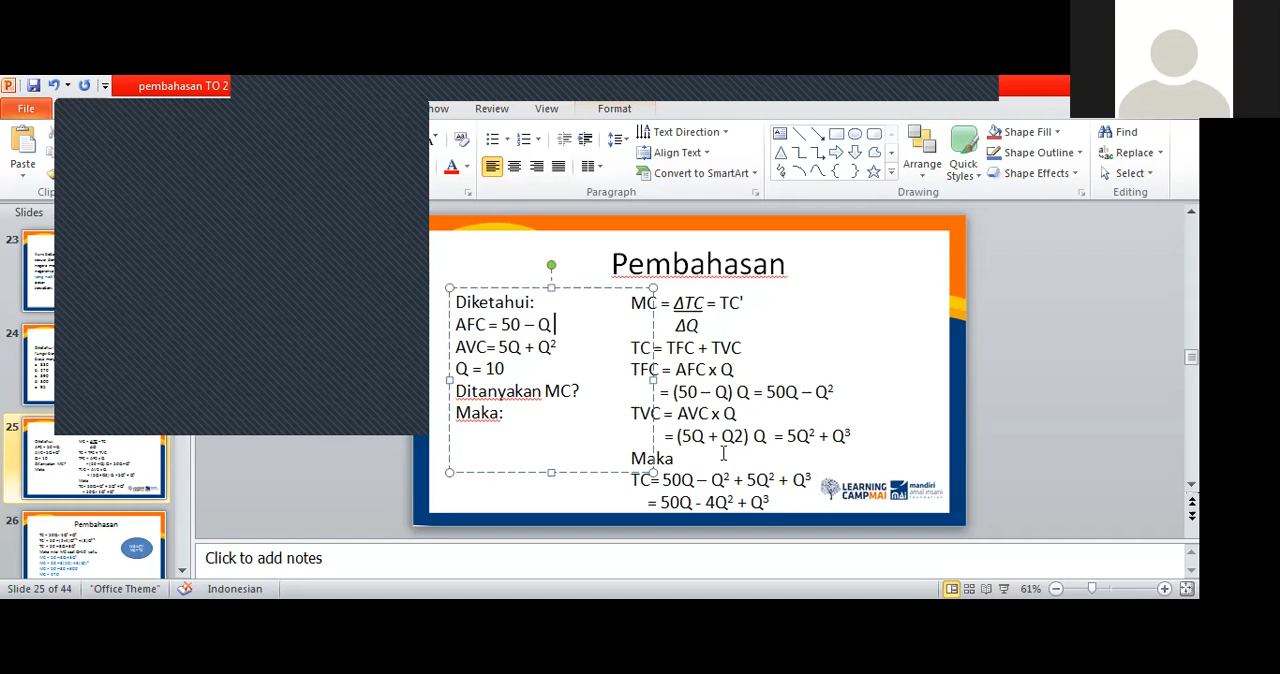 pembahasan TO 2
File
how Review View Format
Paste
Clip
Text Direction
Align Text
Convert to SmartArt
Paragraph
Arrange
Quick Styles
Shape Fill
Shape Outline
Shape Effects
Drawing
Find
Replace
Select
Editing
Slides
23
24
25
26
Pembahasan
Pembahasan
Diketahui:
AFC = 50 – Q
AVC= 5Q + Q²
Q = 10
Ditanyakan MC?
Maka:
MC = ΔTC = TC'
ΔQ
TC = TFC + TVC
TFC = AFC x Q
= (50 – Q) Q = 50Q – Q²
TVC = AVC x Q
= (5Q + Q2) Q = 5Q² + Q³
Maka
TC= 50Q – Q² + 5Q² + Q³
= 50Q - 4Q² + Q³
LEARNING
CAMPMAI
mandiri
amal insani
MAI
Click to add notes
Slide 25 of 44
"Office Theme"
Indonesian
61%